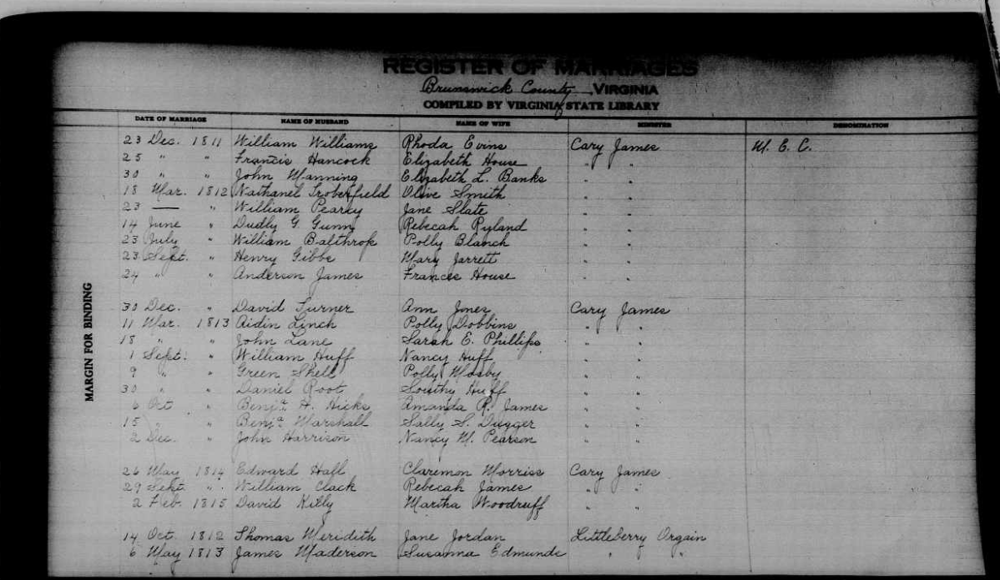 REGISTER OF MARRIAGES
Brunswick County, VIRGINIA
COMPILED BY VIRGINIA STATE LIBRARY
DATE OF MARRIAGE NAME OF HUSBAND NAME OF WIFE MINISTER DENOMINATION
23 Dec. 1811 William Williams Rhoda Evins Cary James M. E. C.
25 " " Francis Hancock Elizabeth House " "
30 " " John Manning Elizabeth L. Banks " "
18 Mar. 1812 Nathanel Olive Smith " "
23 — " William Pearcy Jane Slate " "
14 June " Dudly G. Gunn Rebecah Ryland " "
23 July " William Balthrop Polly Blanch " "
23 Sept. " Henry Gibbs Mary Jarrett " "
24 " " Anderson James Frances House " "
30 Dec. " David Turner Ann Jones Cary James
11 Mar. 1813 Aidin Linch Polly Dobbins " "
18 " " John Lane Sarah E. Phillips " "
1 Sept. " William Huff Nancy Huff " "
9 " " Green Shell Polly Mosby " "
30 " " Daniel Root Huff " "
6 Oct " Benja. H. Hicks Amanda R. James " "
15 " " Benja Marshall Sally S. Dugger " "
2 Dec. " John Harrison Nancy M. Pearson " "
26 May 1814 Edward Hall Claremon Morriss Cary James
29 Sept. " William Clack Rebecah James " "
2 Feb. 1815 David Kelly Martha Woodruff " "
14 Oct. 1812 Thomas Meridith Jane Jordan Littleberry Orgain
6 May 1813 James Maderson Susanna Edmunds " "
MARGIN FOR BINDING